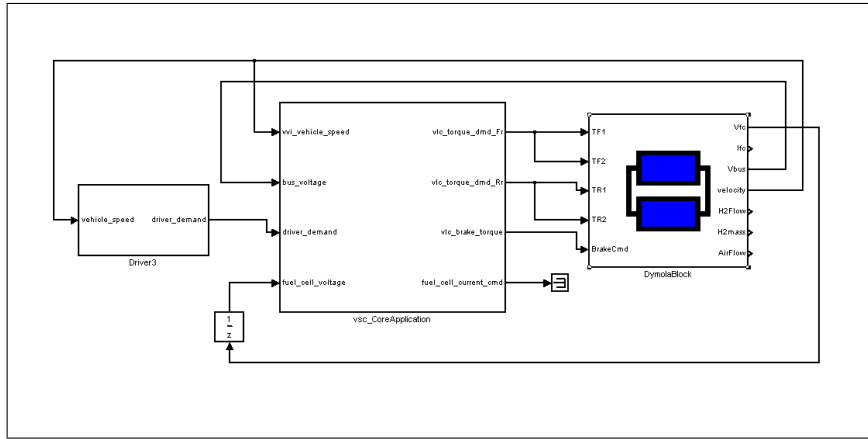 vehicle_speed
driver_demand
Driver3
1
z
vvi_vehicle_speed
bus_voltage
driver_demand
fuel_cell_voltage
vlc_torque_dmd_Fr
vlc_torque_dmd_Rr
vlc_brake_torque
fuel_cell_current_cmd
vsc_CoreApplication
TF1
TF2
TR1
TR2
BrakeCmd
Vfc
Ifc
Vbus
velocity
H2Flow
H2mass
AirFlow
DymolaBlock